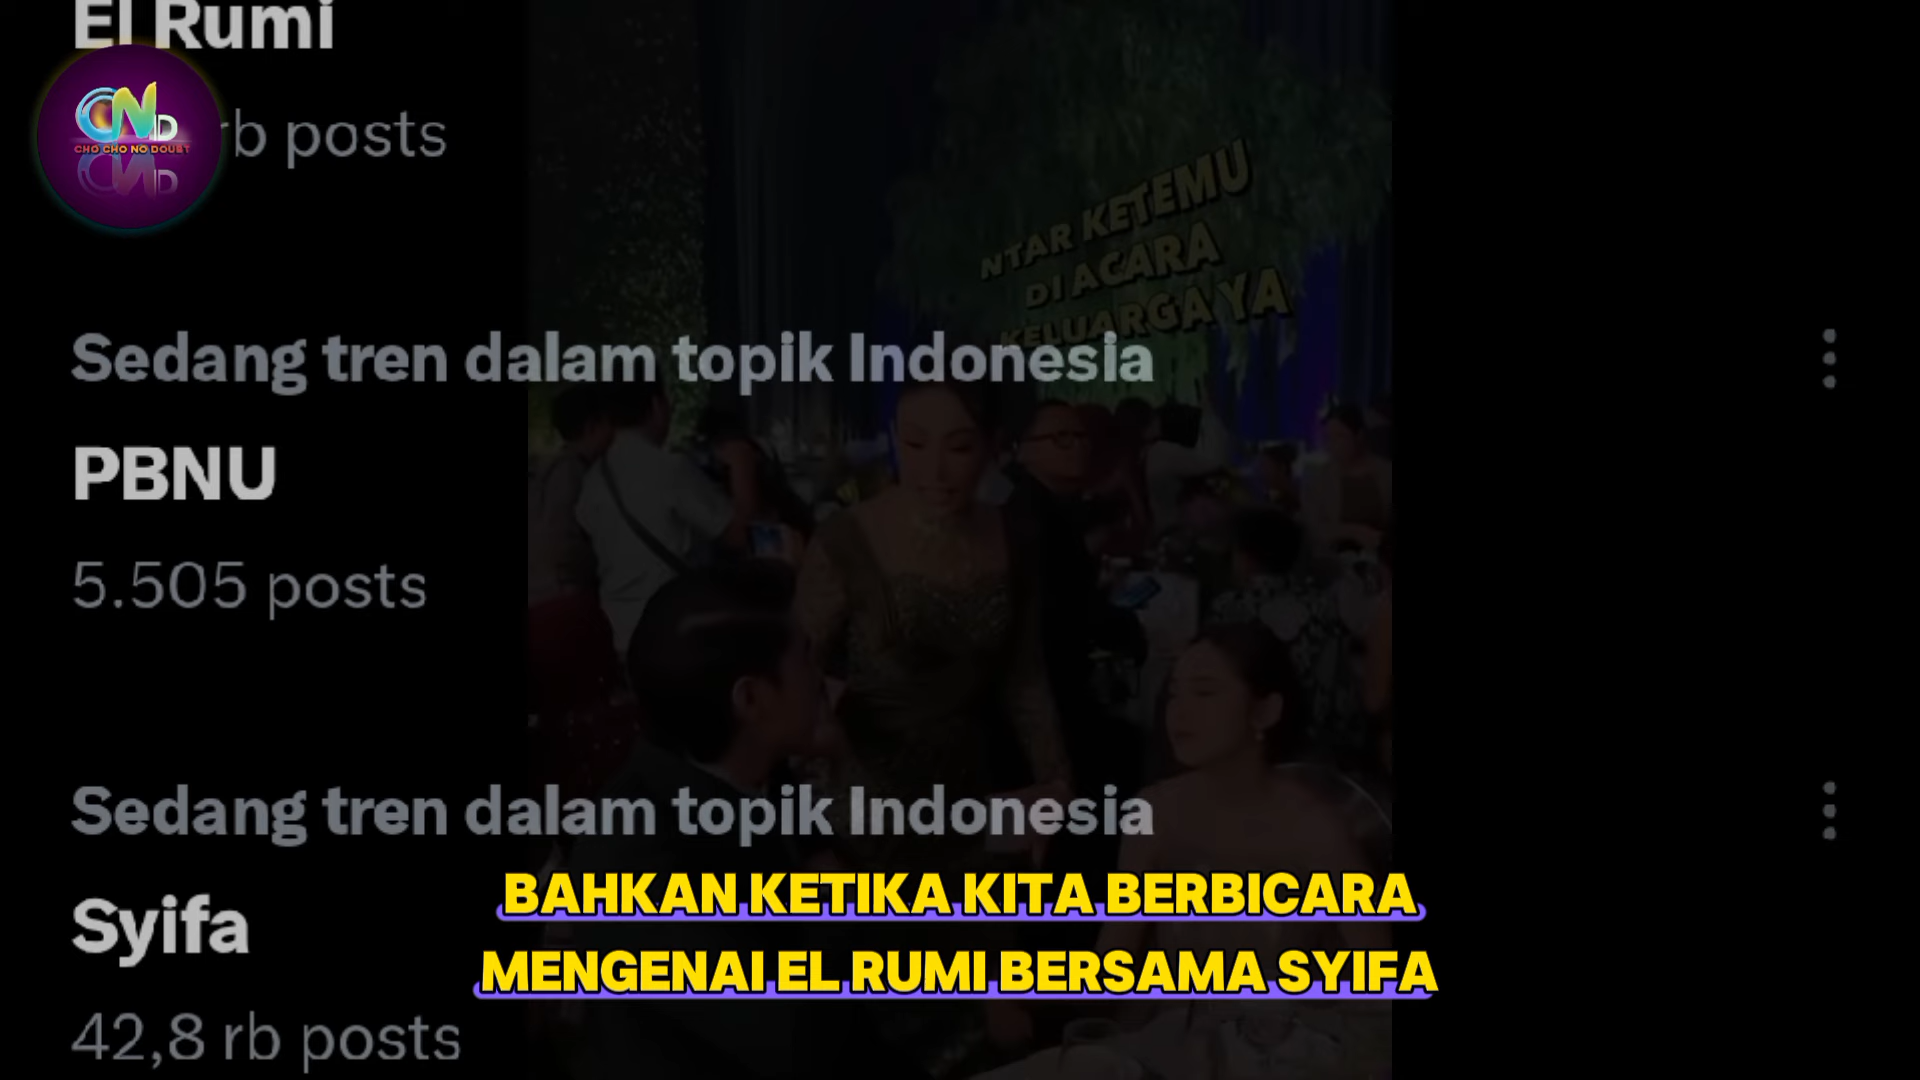 El Rumi
rb posts
CND
CHO CHO NO DOUBT
NTAR KETEMU
DI ACARA
KELUARGA YA
Sedang tren dalam topik Indonesia
PBNU
5.505 posts
Sedang tren dalam topik Indonesia
Syifa
BAHKAN KETIKA KITA BERBICARA
MENGENAI EL RUMI BERSAMA SYIFA
42,8 rb posts